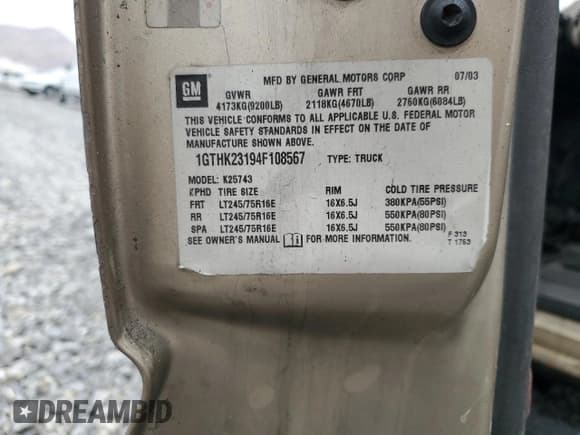 GM
MFD BY GENERAL MOTORS CORP 07/03
GVWR GAWR FRT GAWR RR
4173KG(9200LB) 2118KG(4670LB) 2760KG(6084LB)
THIS VEHICLE CONFORMS TO ALL APPLICABLE U.S. FEDERAL MOTOR
VEHICLE SAFETY STANDARDS IN EFFECT ON THE DATE OF
MANUFACTURE SHOWN ABOVE.
1GTHK23194F108567 TYPE: TRUCK
MODEL: K25743
KPHD TIRE SIZE RIM COLD TIRE PRESSURE
FRT LT245/75R16E 16X6.5J 380KPA(55PSI)
RR LT245/75R16E 16X6.5J 550KPA(80PSI)
SPA LT245/75R16E 16X6.5J 550KPA(80PSI)
SEE OWNER'S MANUAL FOR MORE INFORMATION.
F 313
T 1763
DREAMBID